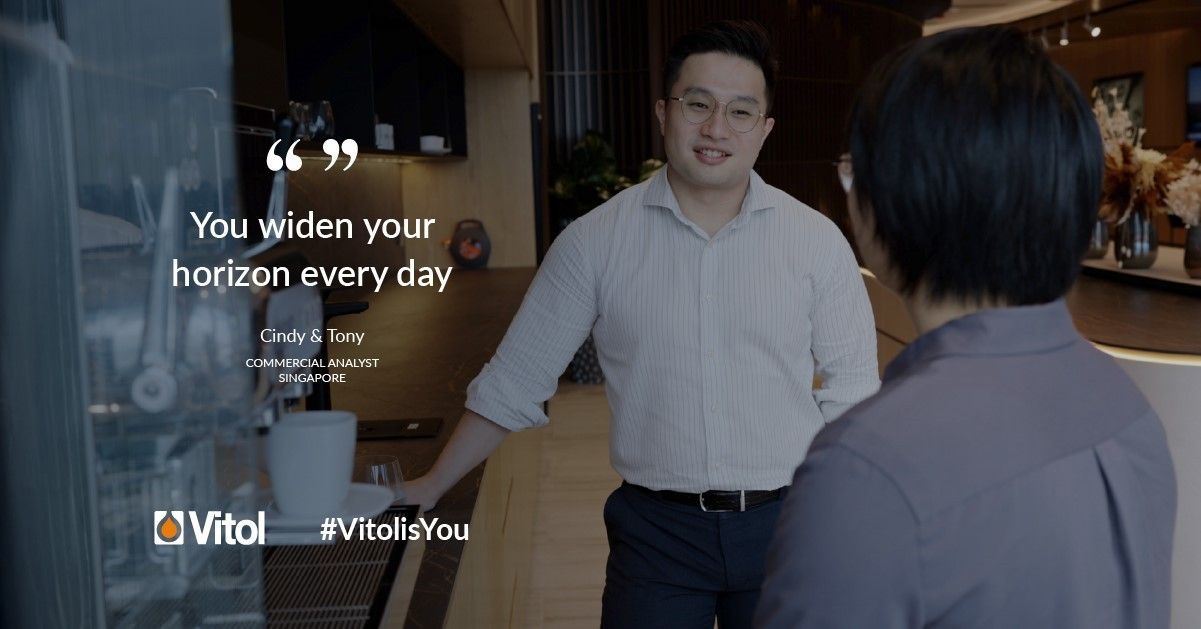 “ ”
You widen your
horizon every day
Cindy & Tony
COMMERCIAL ANALYST
SINGAPORE
Vitol
#VitolisYou